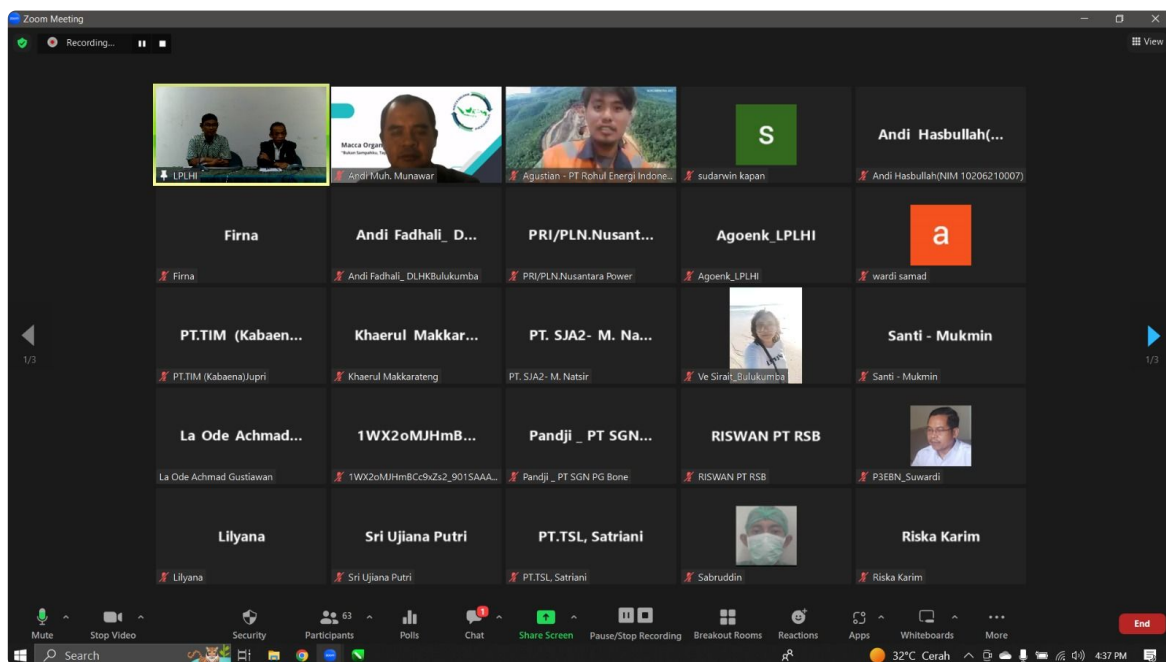 Zoom Meeting
Recording...
View
LPLHI
Macca Organ
Andi Muh. Munawar
Agustian - PT Rohul Energi Indone...
S
sudarwin kapan
Andi Hasbullah(...
Andi Hasbullah(NIM 10206210007)
Firna
Firna
Andi Fadhali_ D...
Andi Fadhali_ DLHKBulukumba
PRI/PLN.Nusant...
PRI/PLN.Nusantara Power
Agoenk_LPLHI
Agoenk_LPLHI
a
wardi samad
1/3
PT.TIM (Kabaen...
PT.TIM (Kabaena)Jupri
Khaerul Makkar...
Khaerul Makkarateng
PT. SJA2- M. Na...
PT. SJA2- M. Natsir
Ve Sirait_Bulukumba
Santi - Mukmin
Santi - Mukmin
1/3
La Ode Achmad...
La Ode Achmad Gustiawan
1WX2oMJHmB...
1WX2oMJHmBCc9xZs2_901SAAA...
Pandji _ PT SGN...
Pandji _ PT SGN PG Bone
RISWAN PT RSB
RISWAN PT RSB
P3EBN_Suwardi
Lilyana
Lilyana
Sri Ujiana Putri
Sri Ujiana Putri
PT.TSL, Satriani
PT.TSL, Satriani
Sabruddin
Riska Karim
Riska Karim
Mute
Stop Video
Security
63
Participants
Polls
1
Chat
Share Screen
Pause/Stop Recording
Breakout Rooms
Reactions
Apps
Whiteboards
More
End
Search
32°C Cerah
4:37 PM